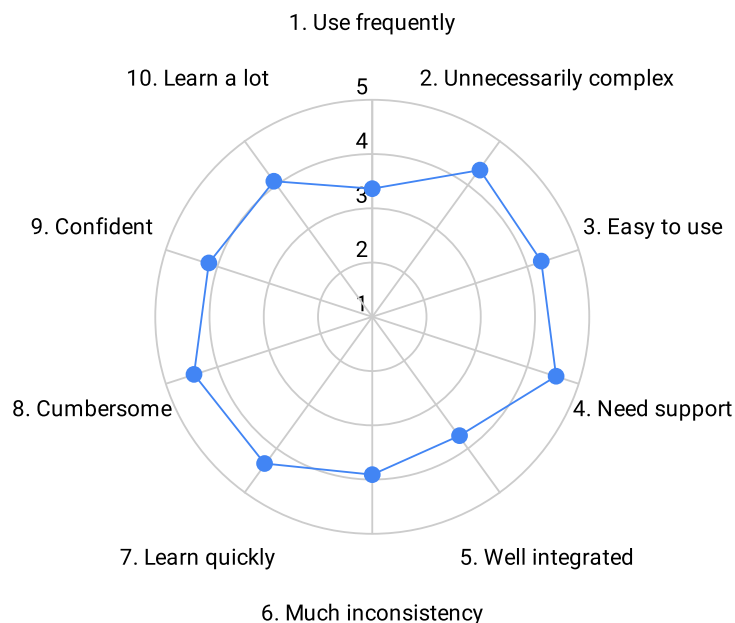 1. Use frequently
10. Learn a lot
2. Unnecessarily complex
5
4
9. Confident
3
3. Easy to use
2
1
8. Cumbersome
4. Need support
7. Learn quickly
5. Well integrated
6. Much inconsistency